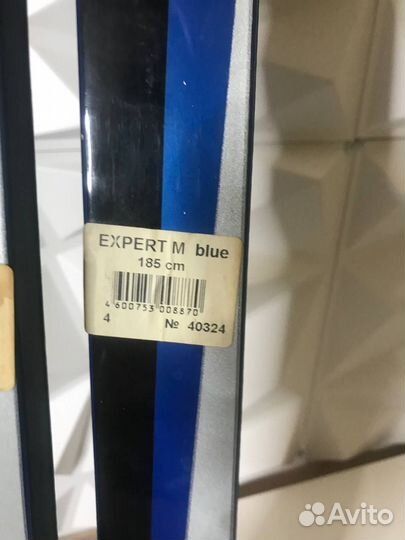 EXPERT M blue
185 cm
4 600753 008870
4 № 40324
Avito